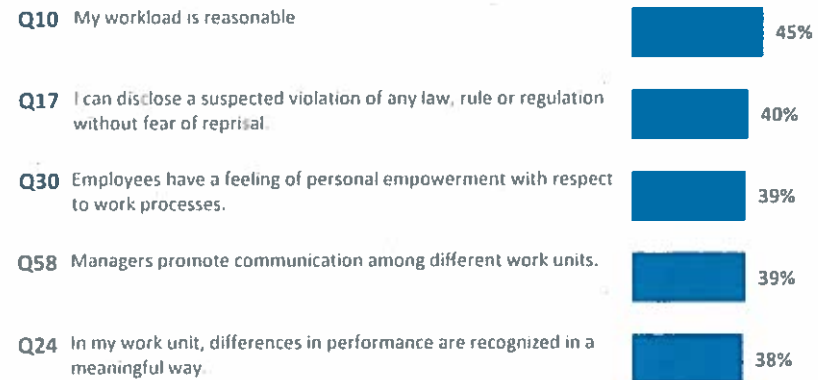 Q10 My workload is reasonable
45%
Q17 I can disclose a suspected violation of any law, rule or regulation
without fear of reprisal.
40%
Q30 Employees have a feeling of personal empowerment with respect
to work processes.
39%
Q58 Managers promote communication among different work units.
39%
Q24 In my work unit, differences in performance are recognized in a
meaningful way.
38%